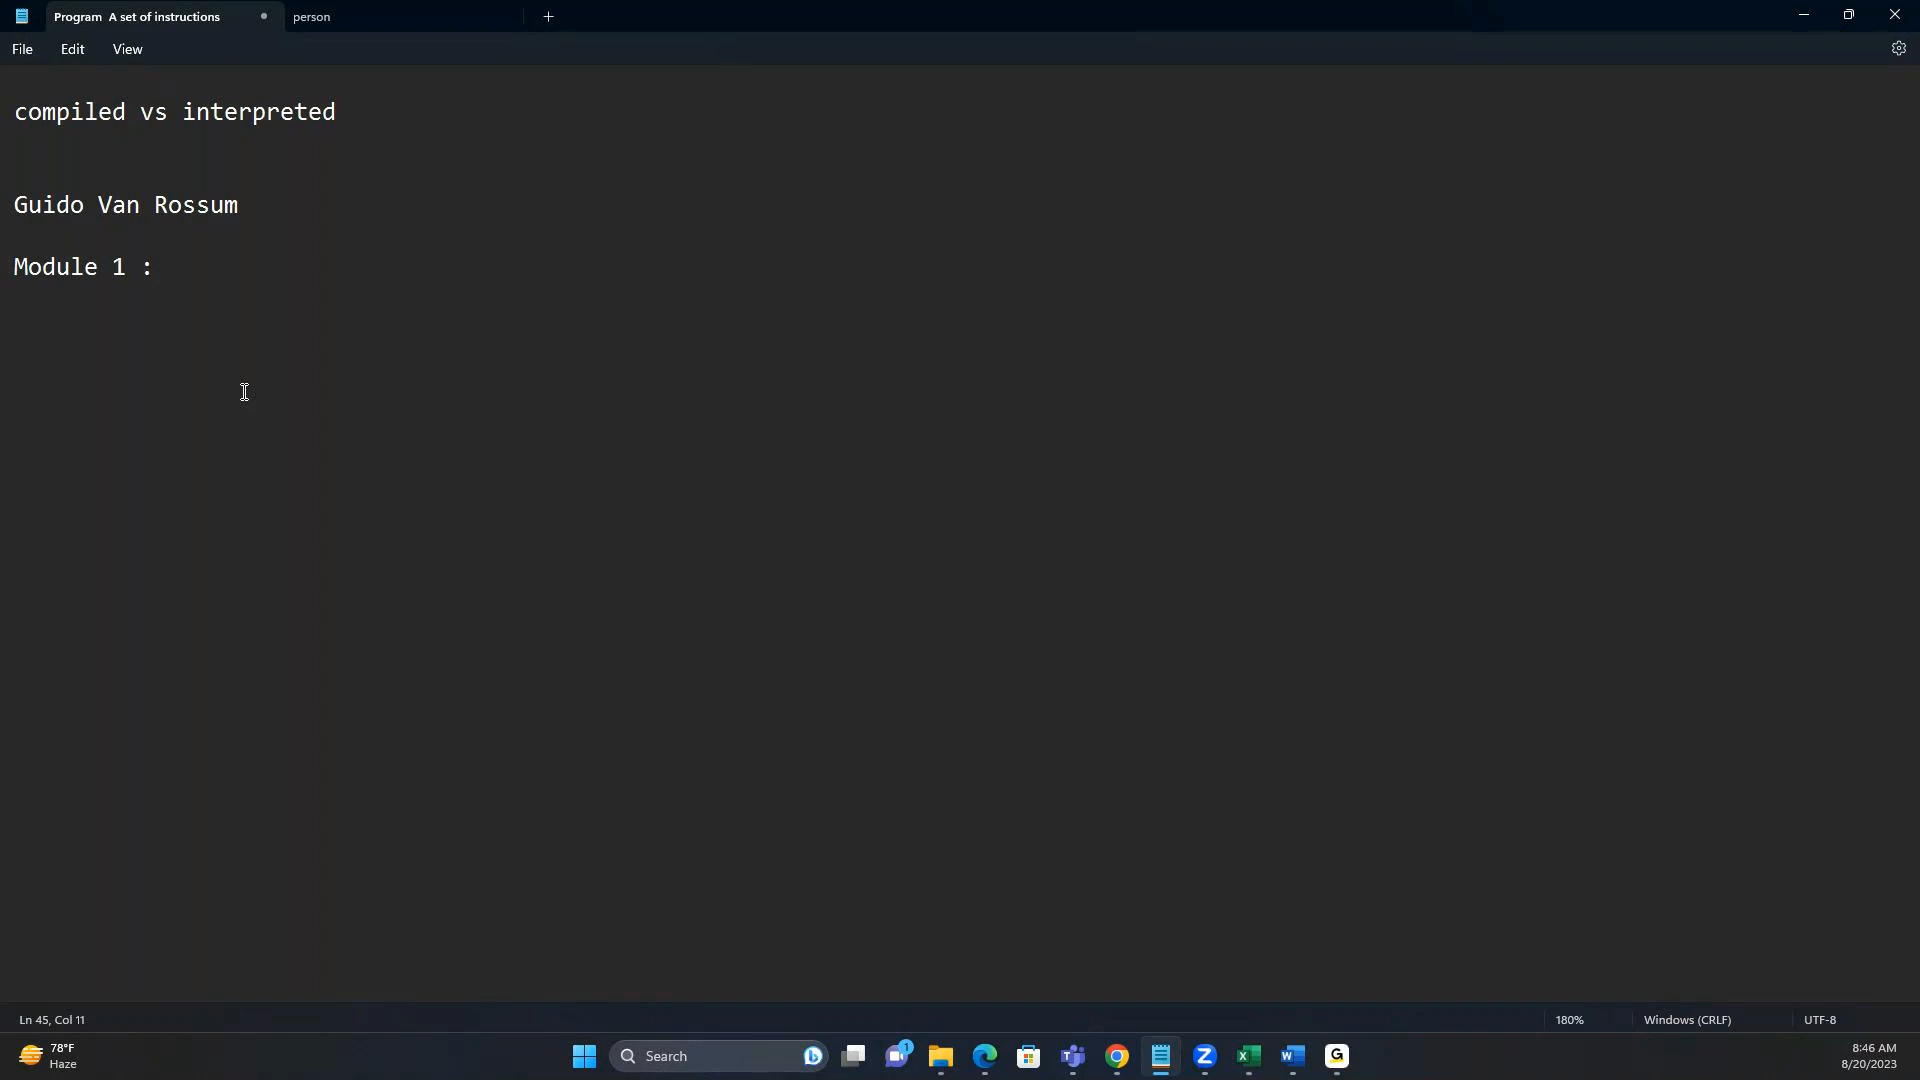 Program A set of instructions
person
File Edit View
compiled vs interpreted
Guido Van Rossum
Module 1 :
Ln 45, Col 11
180%
Windows (CRLF)
UTF-8
78°F
Haze
Search
1
8:46 AM
8/20/2023